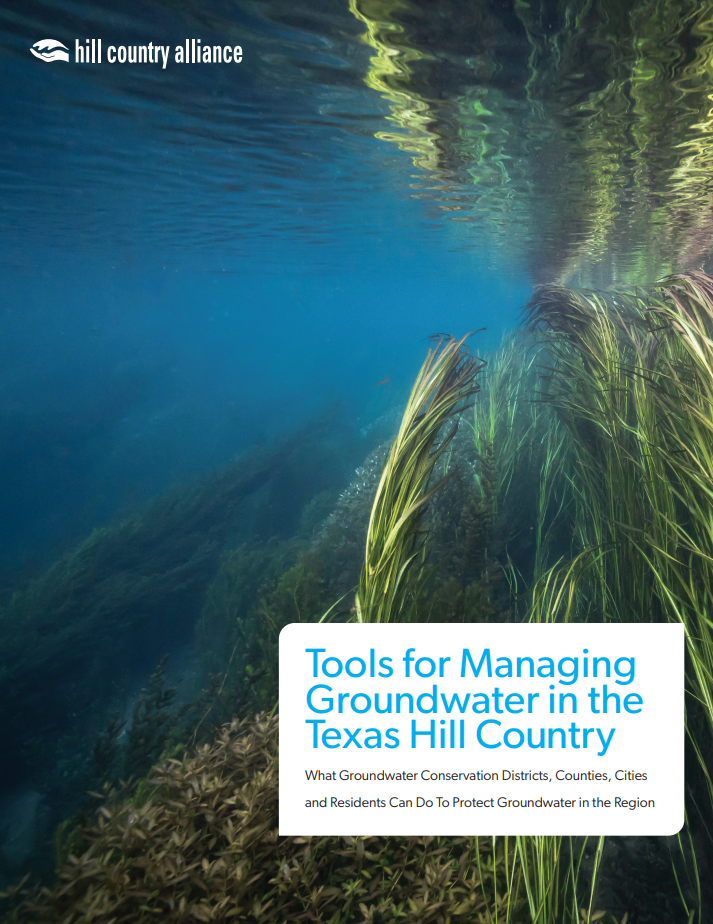 hill country alliance
Tools for Managing
Groundwater in the
Texas Hill Country
What Groundwater Conservation Districts, Counties, Cities
and Residents Can Do To Protect Groundwater in the Region